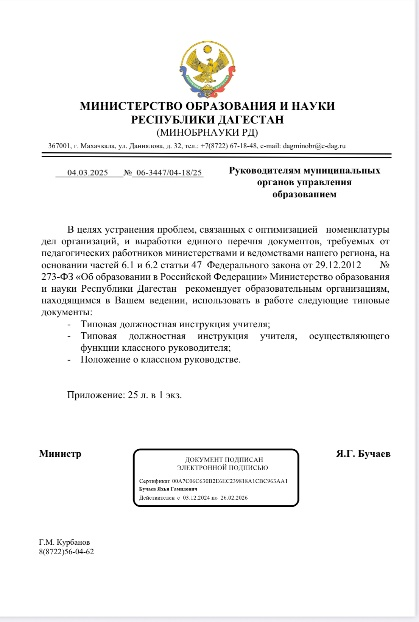 МИНИСТЕРСТВО ОБРАЗОВАНИЯ И НАУКИ
РЕСПУБЛИКИ ДАГЕСТАН
(МИНОБРНАУКИ РД)
367001, г. Махачкала, ул. Даниялова, д. 32, тел.: +7(8722) 67-18-48, e-mail: dagminobr@e-dag.ru
04.03.2025 № 06-3447/04-18/25
Руководителям муниципальных
органов управления
образованием
В целях устранения проблем, связанных с оптимизацией номенклатуры
дел организаций, и выработки единого перечня документов, требуемых от
педагогических работников министерствами и ведомствами нашего региона, на
основании частей 6.1 и 6.2 статьи 47 Федерального закона от 29.12.2012 №
273-ФЗ «Об образовании в Российской Федерации» Министерство образования
и науки Республики Дагестан рекомендует образовательным организациям,
находящимся в Вашем ведении, использовать в работе следующие типовые
документы:
- Типовая должностная инструкция учителя;
- Типовая должностная инструкция учителя, осуществляющего
функции классного руководителя;
- Положение о классном руководстве.
Приложение: 25 л. в 1 экз.
Министр
Я.Г. Бучаев
ДОКУМЕНТ ПОДПИСАН
ЭЛЕКТРОННОЙ ПОДПИСЬЮ
Сертификат
Бучаев Яхья Гамидович
Действителен с 03.12.2024 до 26.02.2026
Г.М. Курбанов
8(8722)56-04-62